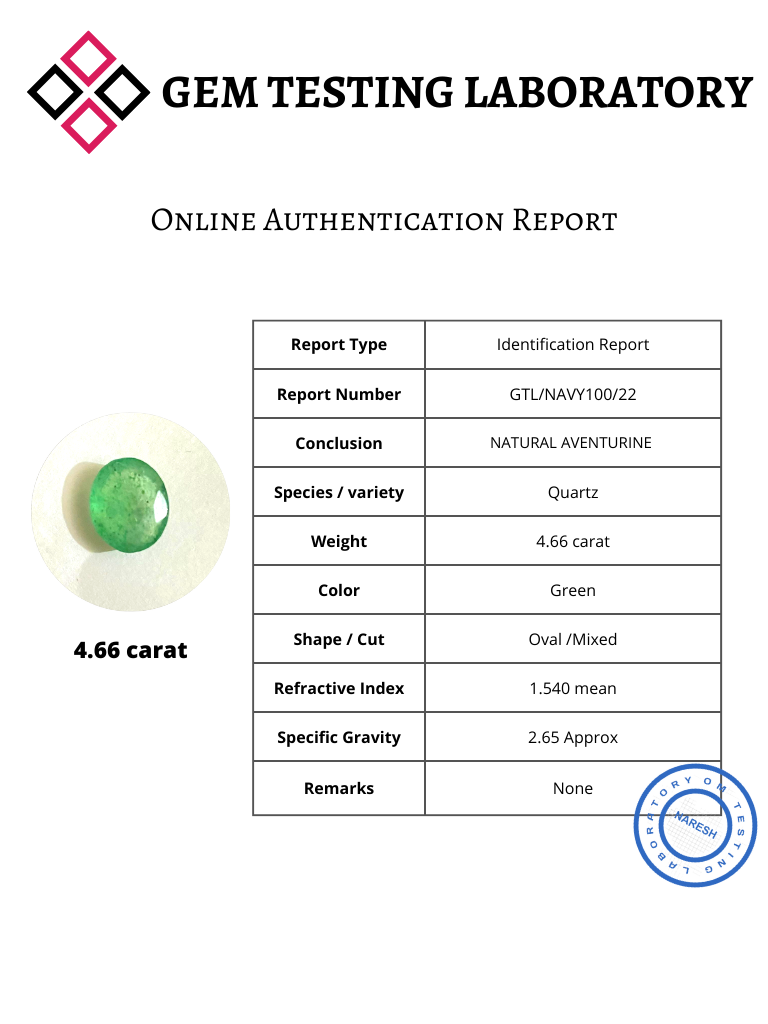 GEM TESTING LABORATORY
ONLINE AUTHENTICATION REPORT
Report Type Identification Report
Report Number GTL/NAVY100/22
Conclusion NATURAL AVENTURINE
Species / variety Quartz
Weight 4.66 carat
Color Green
Shape / Cut Oval /Mixed
Refractive Index 1.540 mean
Specific Gravity 2.65 Approx
Remarks None
4.66 carat
OM TESTING LABORATORY
NARESH